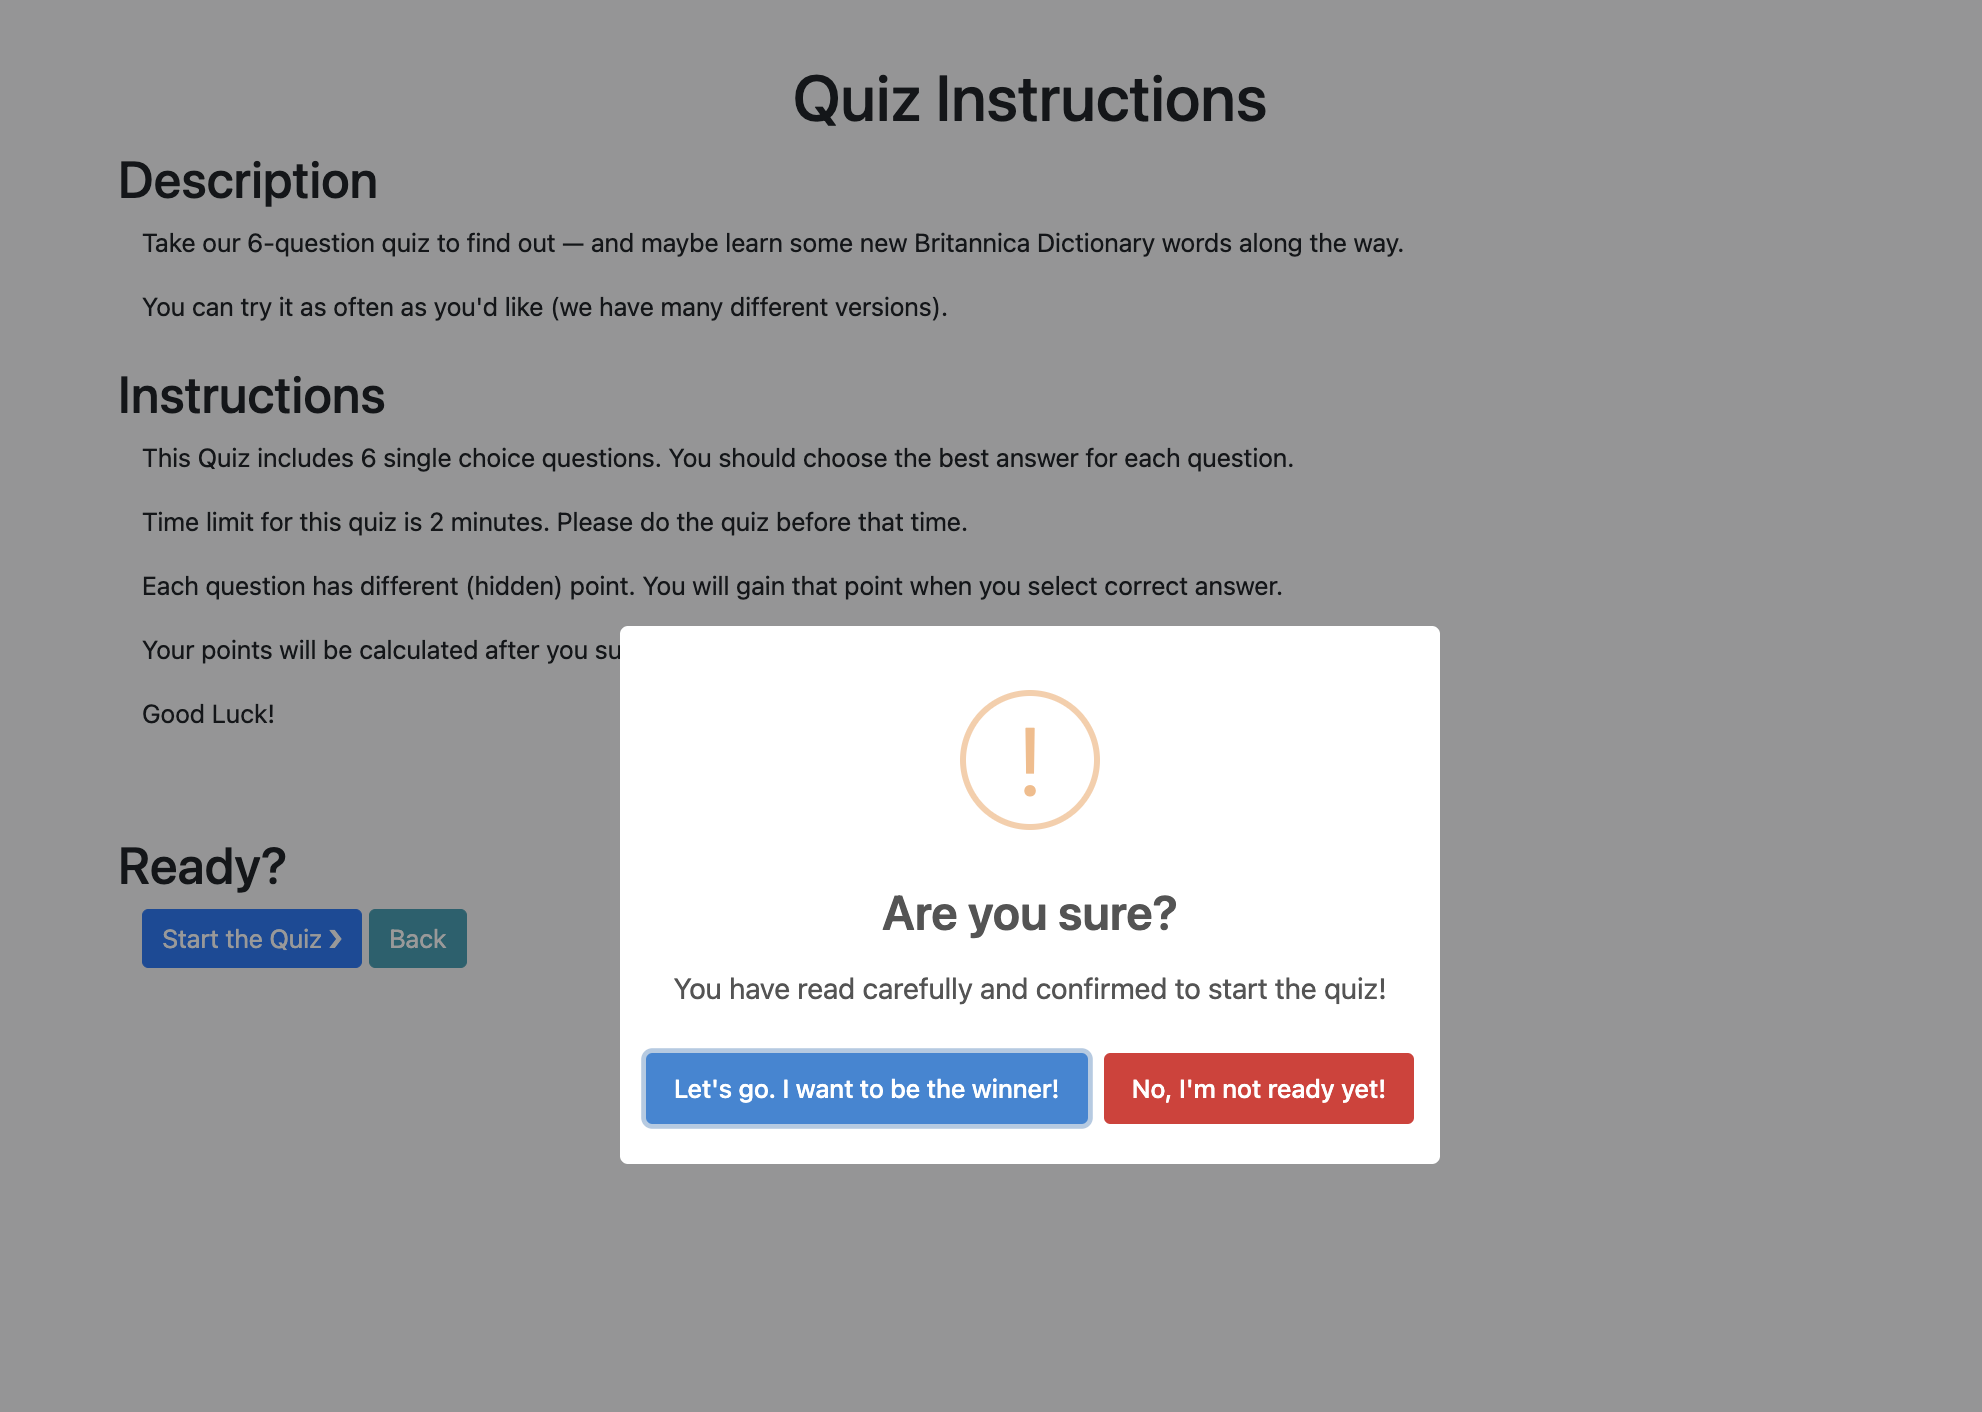 Quiz Instructions
Description
Take our 6-question quiz to find out — and maybe learn some new Britannica Dictionary words along the way.
You can try it as often as you'd like (we have many different versions).
Instructions
This Quiz includes 6 single choice questions. You should choose the best answer for each question.
Time limit for this quiz is 2 minutes. Please do the quiz before that time.
Each question has different (hidden) point. You will gain that point when you select correct answer.
Your points will be calculated after you
Good Luck!
Ready?
Start the Quiz ❯
Back
!
Are you sure?
You have read carefully and confirmed to start the quiz!
Let's go. I want to be the winner!
No, I'm not ready yet!